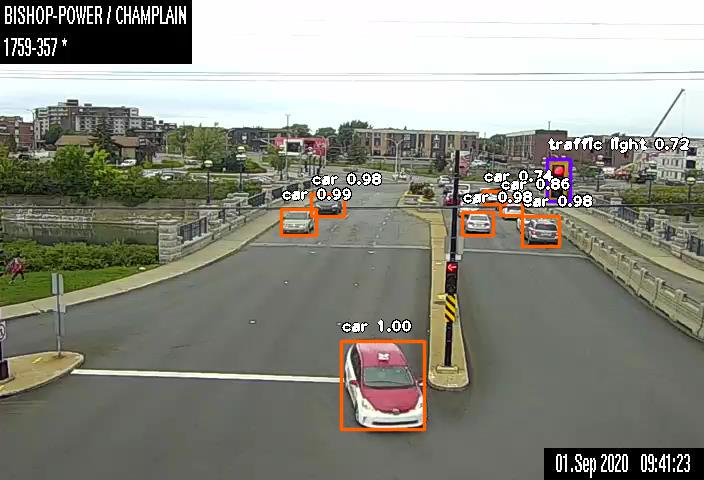 BISHOP-POWER / CHAMPLAIN
1759-357 *
traffic light 0.72
car 0.74
car 0.98
car 0.86
car 0.99
car 0.98
car 0.98
car 1.00
01.Sep 2020 09:41:23